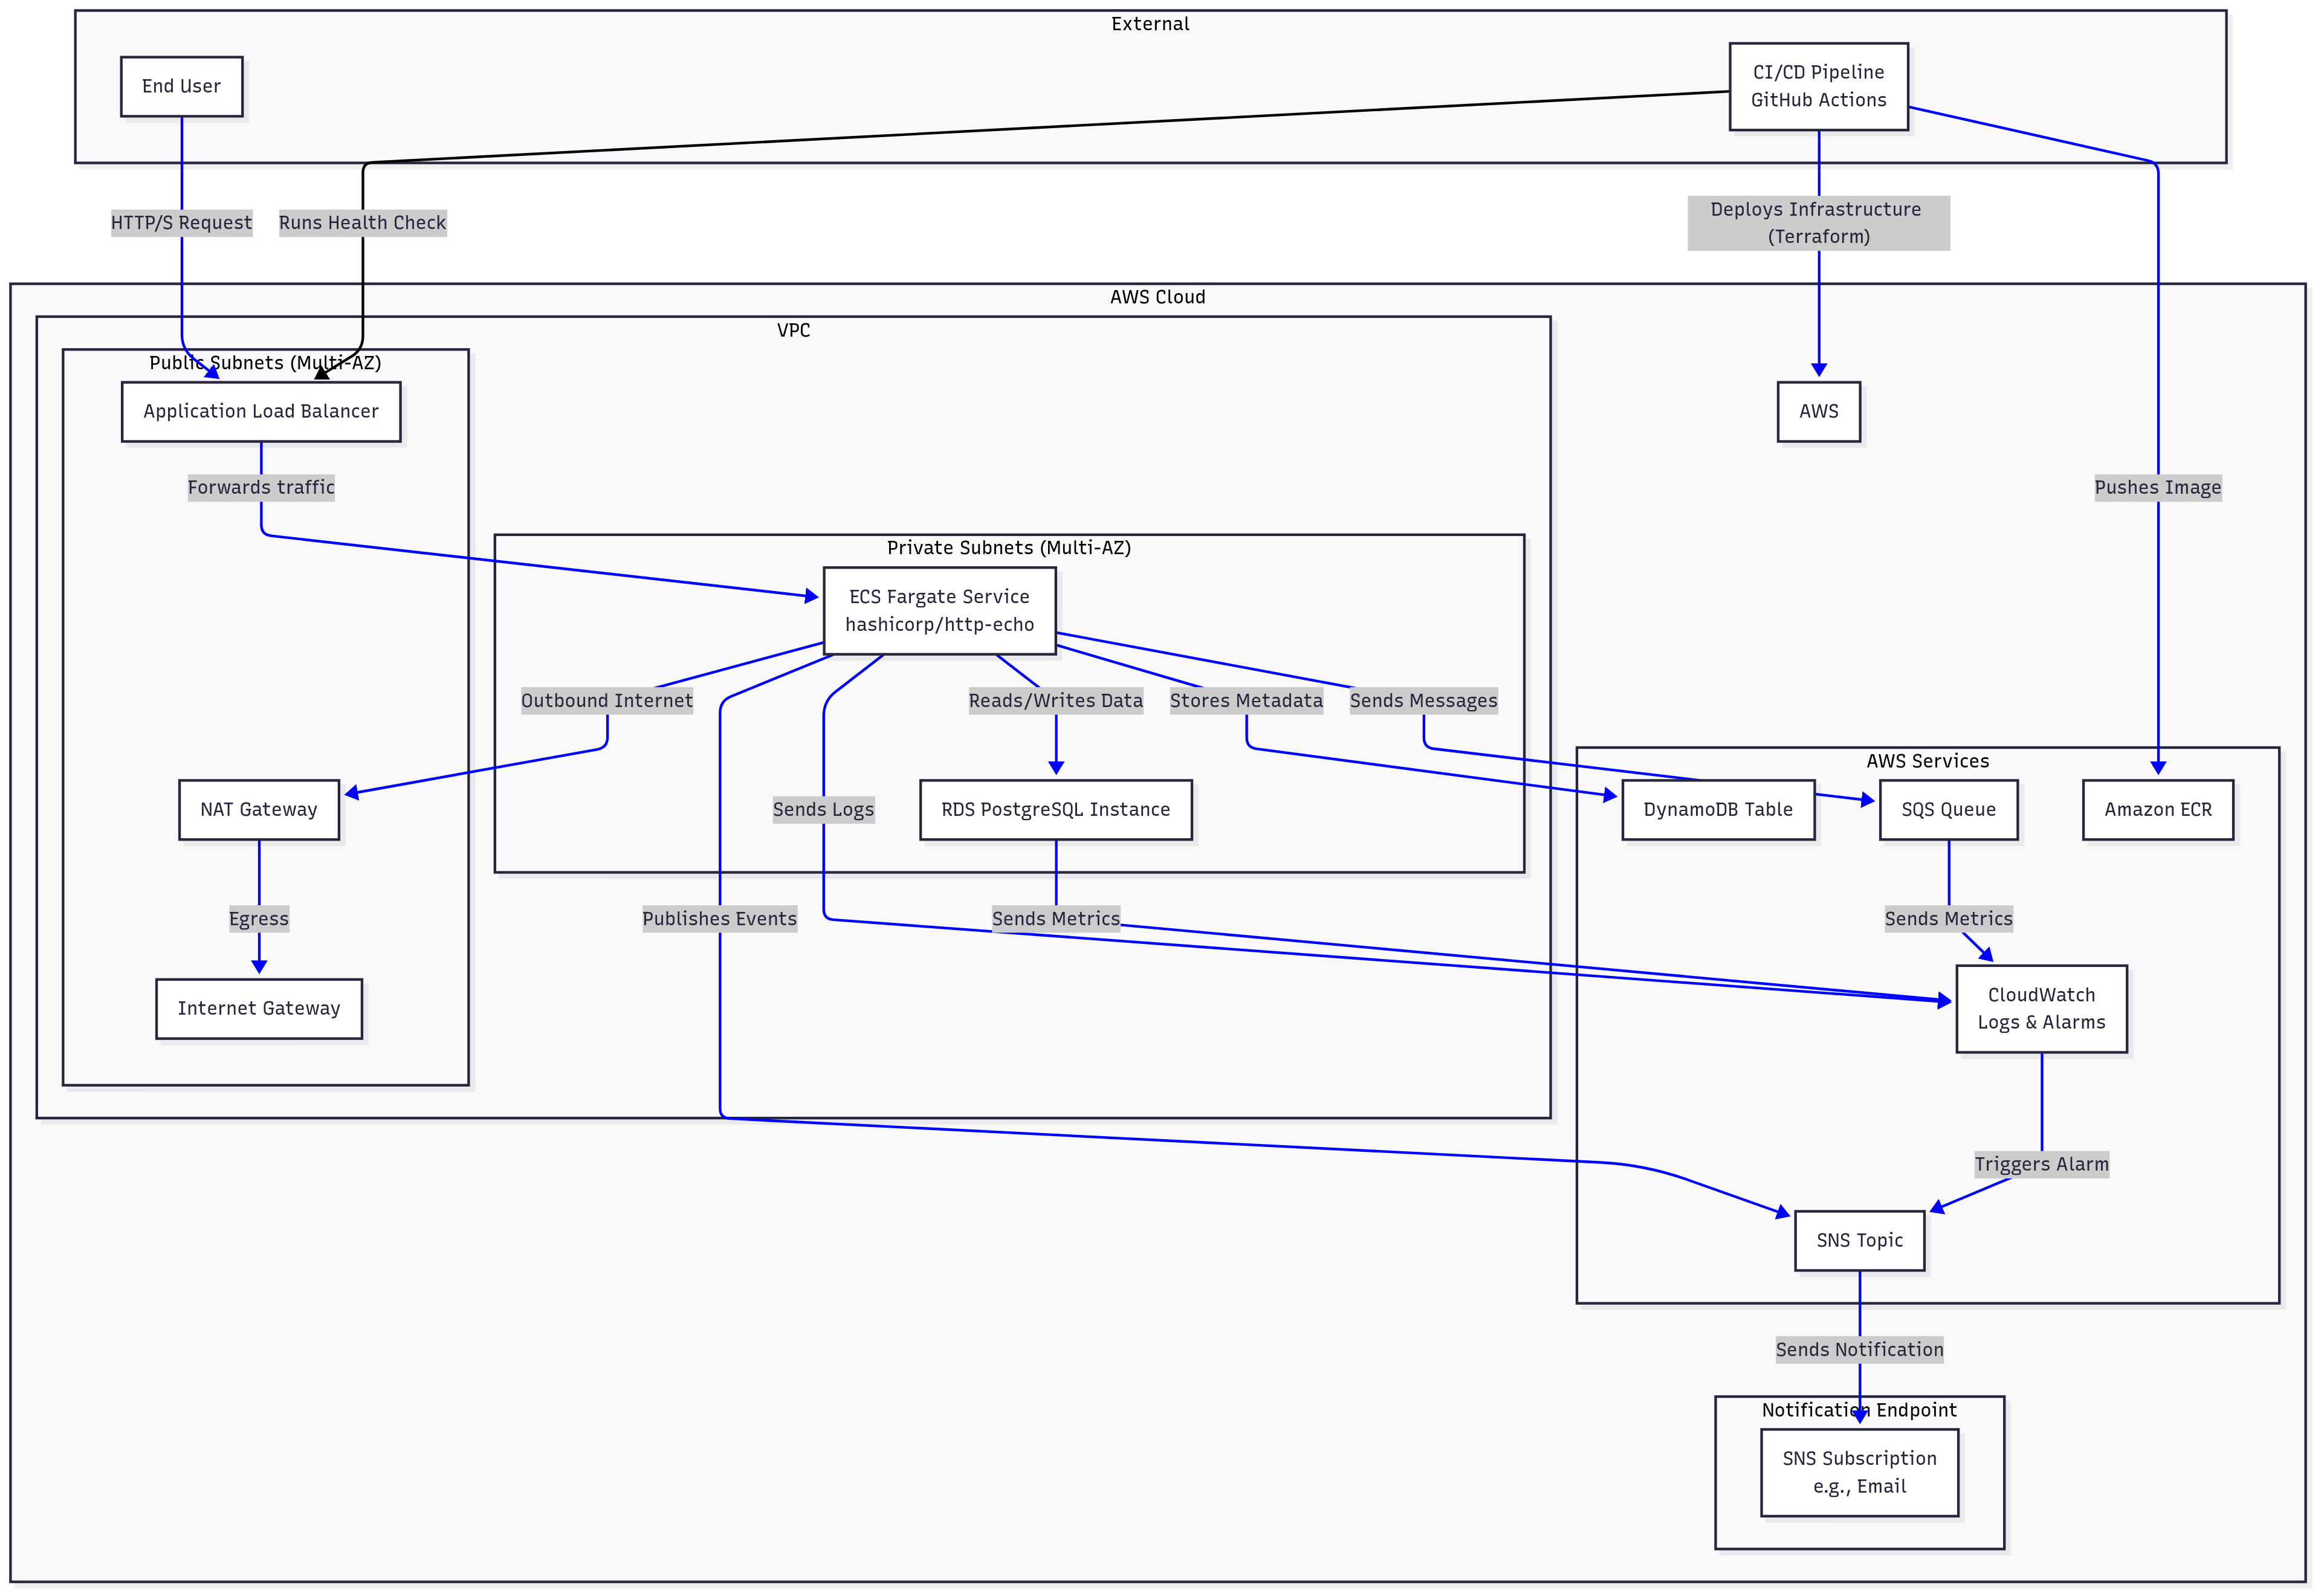 External
End User
CI/CD Pipeline
GitHub Actions
HTTP/S Request
Runs Health Check
Deploys Infrastructure
(Terraform)
AWS Cloud
VPC
Public Subnets (Multi-AZ)
Application Load Balancer
AWS
Forwards traffic
Pushes Image
Private Subnets (Multi-AZ)
ECS Fargate Service
hashicorp/http-echo
Outbound Internet
Reads/Writes Data
Stores Metadata
Sends Messages
AWS Services
NAT Gateway
Sends Logs
RDS PostgreSQL Instance
DynamoDB Table
SQS Queue
Amazon ECR
Egress
Publishes Events
Sends Metrics
Sends Metrics
Internet Gateway
CloudWatch
Logs & Alarms
Triggers Alarm
SNS Topic
Sends Notification
Notification Endpoint
SNS Subscription
e.g., Email